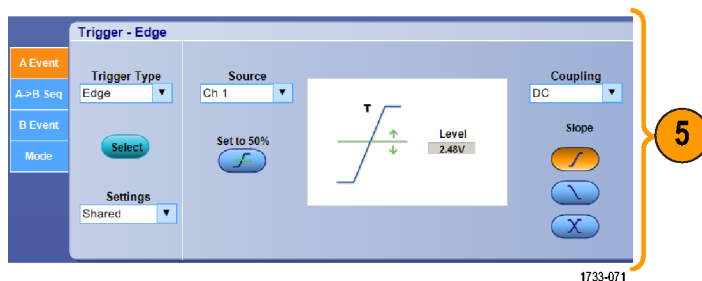 Trigger - Edge
A Event
A->B Seq
B Event
Mode
Trigger Type
Edge
Select
Settings
Shared
Source
Ch 1
Set to 50%
T
Level
2.48V
Coupling
DC
Slope
5
1733-071